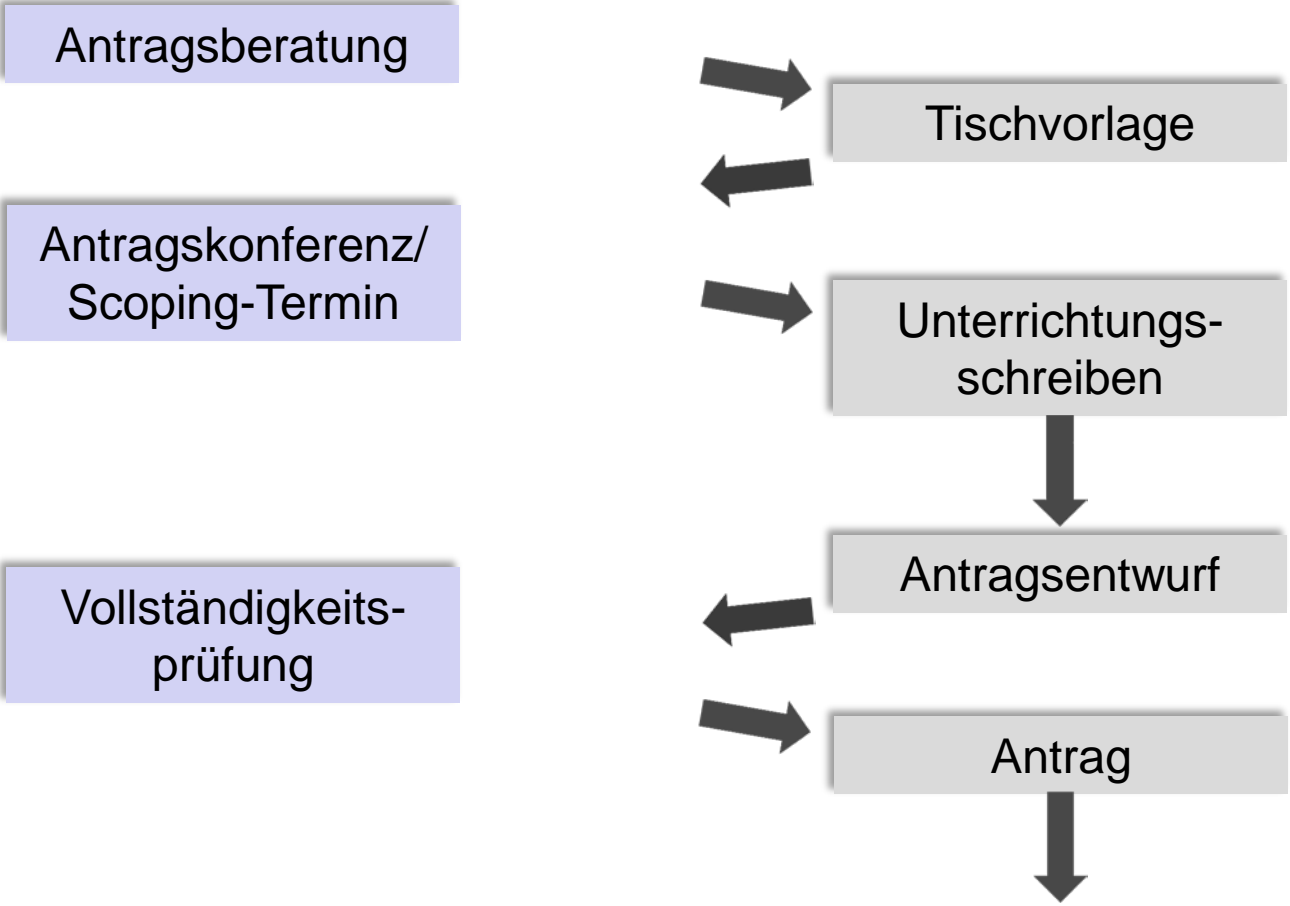 Antragsberatung
Tischvorlage
Antragskonferenz/
Scoping-Termin
Unterrichtungs-
schreiben
Antragsentwurf
Vollständigkeits-
prüfung
Antrag